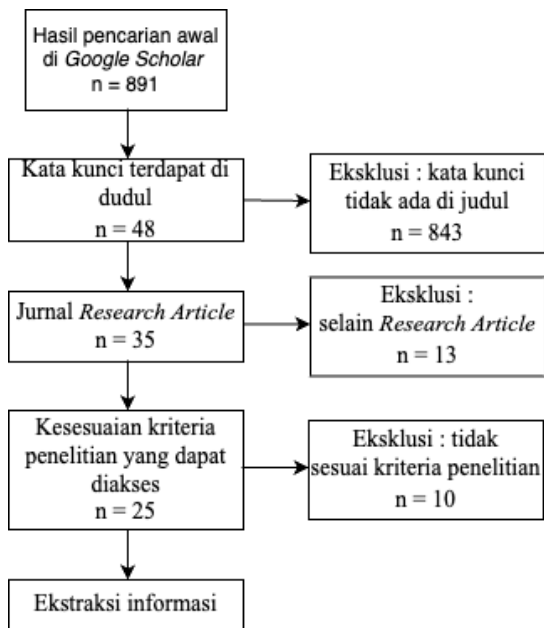 Hasil pencarian awal
di Google Scholar
n = 891
Kata kunci terdapat di
dudul
n = 48
Eksklusi : kata kunci
tidak ada di judul
n = 843
Jurnal Research Article
n = 35
Eksklusi :
selain Research Article
n = 13
Kesesuaian kriteria
penelitian yang dapat
diakses
n = 25
Eksklusi : tidak
sesuai kriteria penelitian
n = 10
Ekstraksi informasi